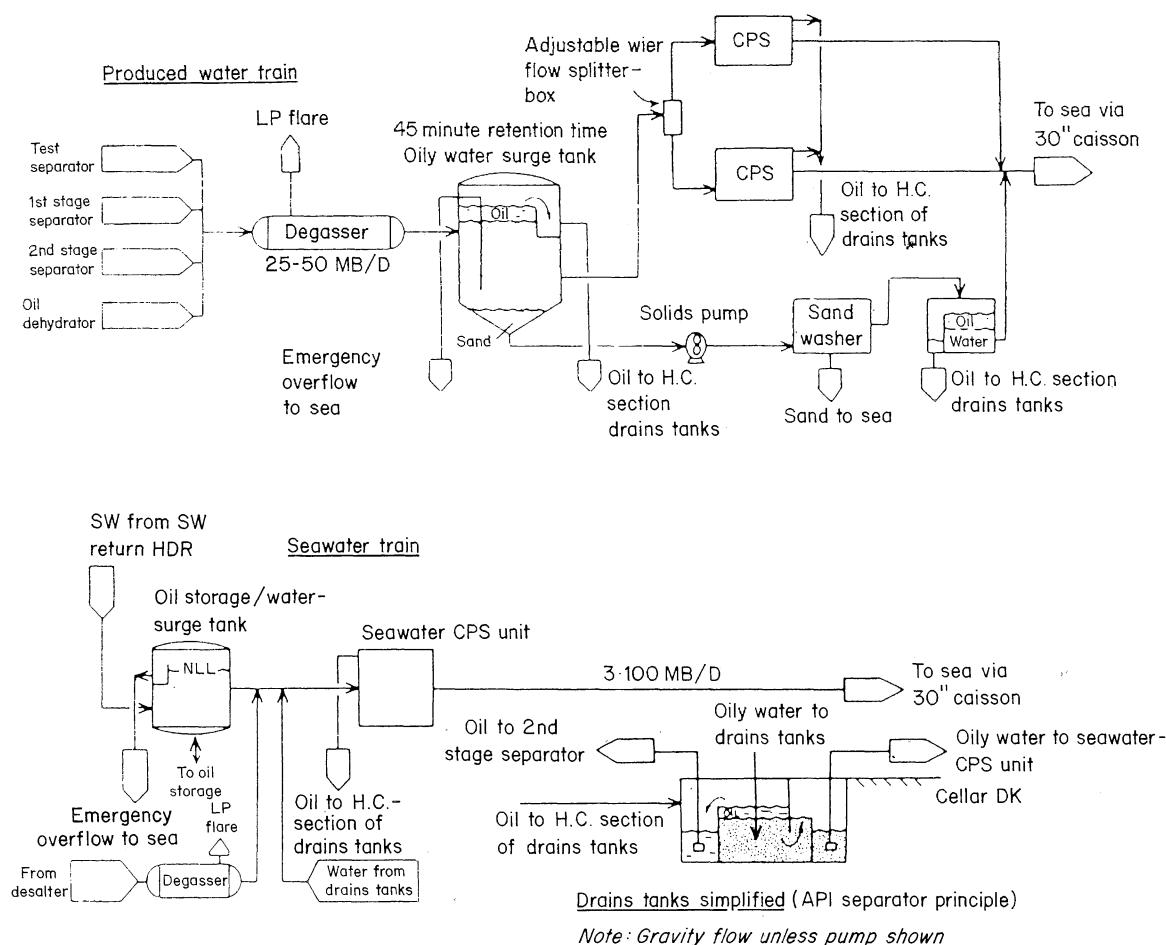 Produced water train
Test
separator
1st stage
separator
2nd stage
separator
Oil
dehydrator
LP flare
Degasser
25-50 MB/D
45 minute retention time
Oily water surge tank
Oil
Sand
Emergency
overflow
to sea
Oil to H.C.
section
drains tanks
Adjustable wier
flow splitter-
box
CPS
CPS
Oil to H.C.
section of
drains tanks
To sea via
30" caisson
Solids pump
Sand
washer
Sand to sea
Oil
Water
Oil to H.C. section
drains tanks
SW from SW
return HDR
Seawater train
Oil storage/water-
surge tank
NLL
To oil
storage
Emergency
overflow to sea
LP
flare
From
desalter
Degasser
Seawater CPS unit
Oil to H.C.-
section of
drains tanks
Water from
drains tanks
3-100 MB/D
To sea via
30" caisson
Oil to 2nd
stage separator
Oily water to
drains tanks
Oily water to seawater-
CPS unit
Cellar DK
Oil to H.C. section
of drains tanks
Oil
Drains tanks simplified (API separator principle)
Note: Gravity flow unless pump shown